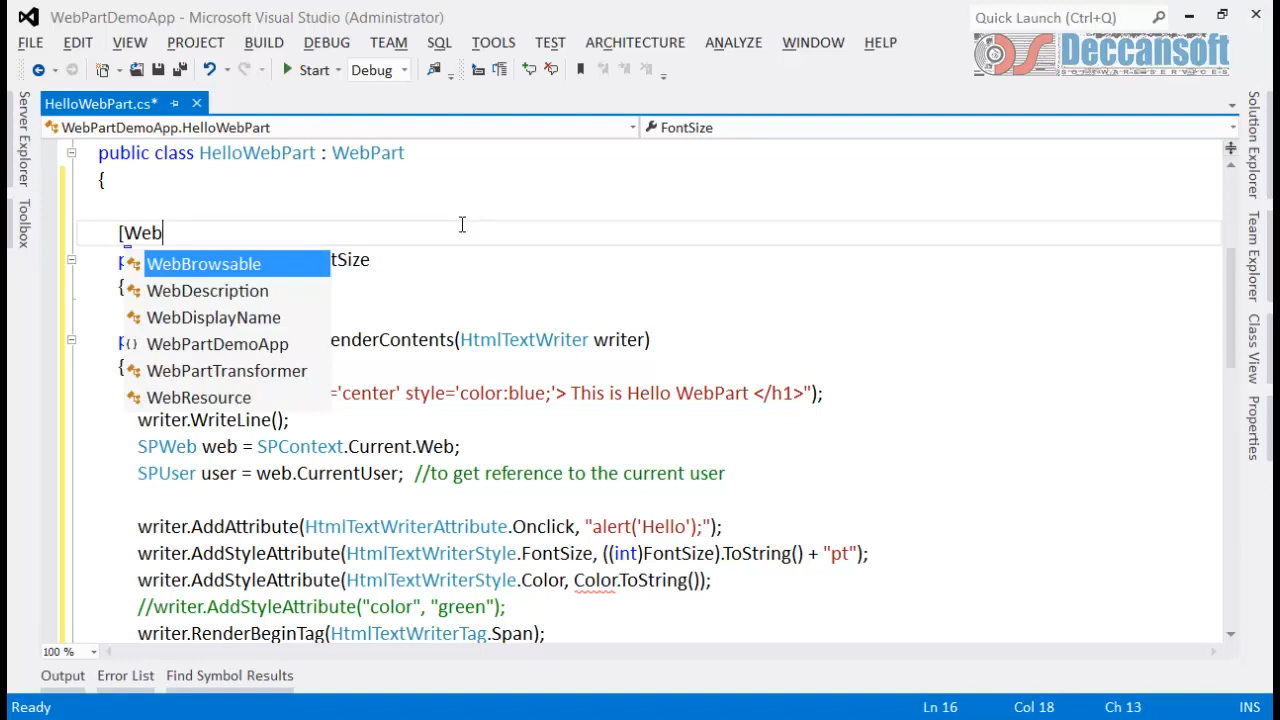 WebPartDemoApp - Microsoft Visual Studio (Administrator)
Quick Launch (Ctrl+Q)
FILE EDIT VIEW PROJECT BUILD DEBUG TEAM SQL TOOLS TEST ARCHITECTURE ANALYZE WINDOW HELP
Deccansoft
SOFTWARE SERVICES
Start Debug
HelloWebPart.cs*
WebPartDemoApp.HelloWebPart FontSize
Server Explorer
Toolbox
Solution Explorer
Team Explorer
Class View
Properties
public class HelloWebPart : WebPart
{
[Web
WebBrowsable
WebDescription
WebDisplayName
WebPartDemoApp
WebPartTransformer
WebResource
p tSize
{
p enderContents(HtmlTextWriter writer)
{
='center' style='color:blue;'> This is Hello WebPart </h1>");
writer.WriteLine();
SPWeb web = SPContext.Current.Web;
SPUser user = web.CurrentUser; //to get reference to the current user
writer.AddAttribute(HtmlTextWriterAttribute.Onclick, "alert('Hello');");
writer.AddStyleAttribute(HtmlTextWriterStyle.FontSize, ((int)FontSize).ToString() + "pt");
writer.AddStyleAttribute(HtmlTextWriterStyle.Color, Color.ToString());
//writer.AddStyleAttribute("color", "green");
writer.RenderBeginTag(HtmlTextWriterTag.Span);
100 %
Output Error List Find Symbol Results
Ready Ln 16 Col 18 Ch 13 INS